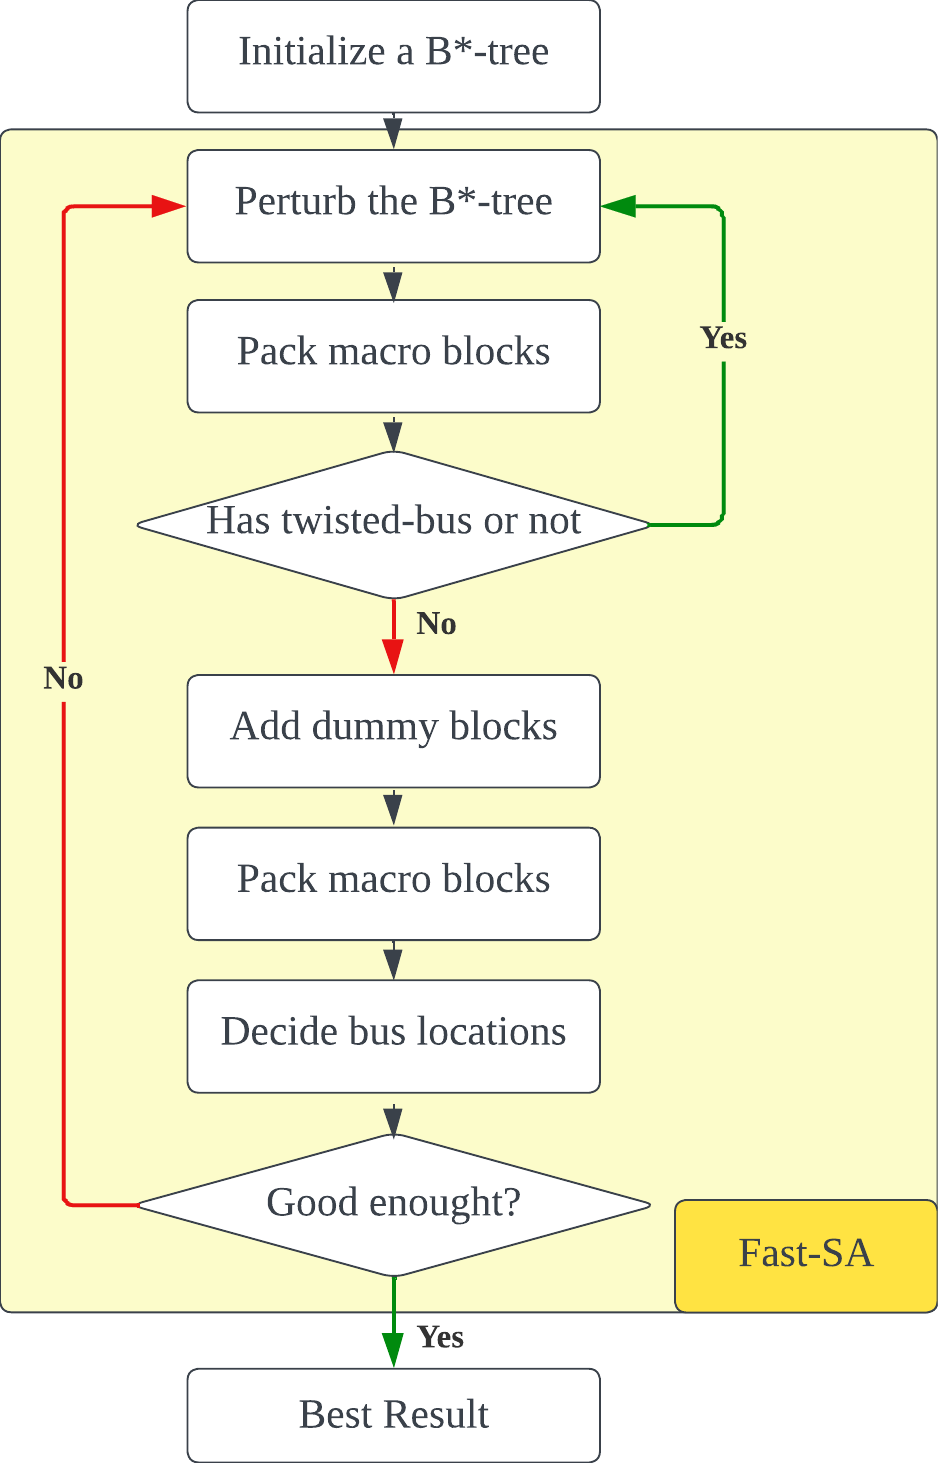 Initialize a B*-tree
Perturb the B*-tree
Pack macro blocks
Yes
Has twisted-bus or not
No
No
Add dummy blocks
Pack macro blocks
Decide bus locations
Good enought?
Fast-SA
Yes
Best Result